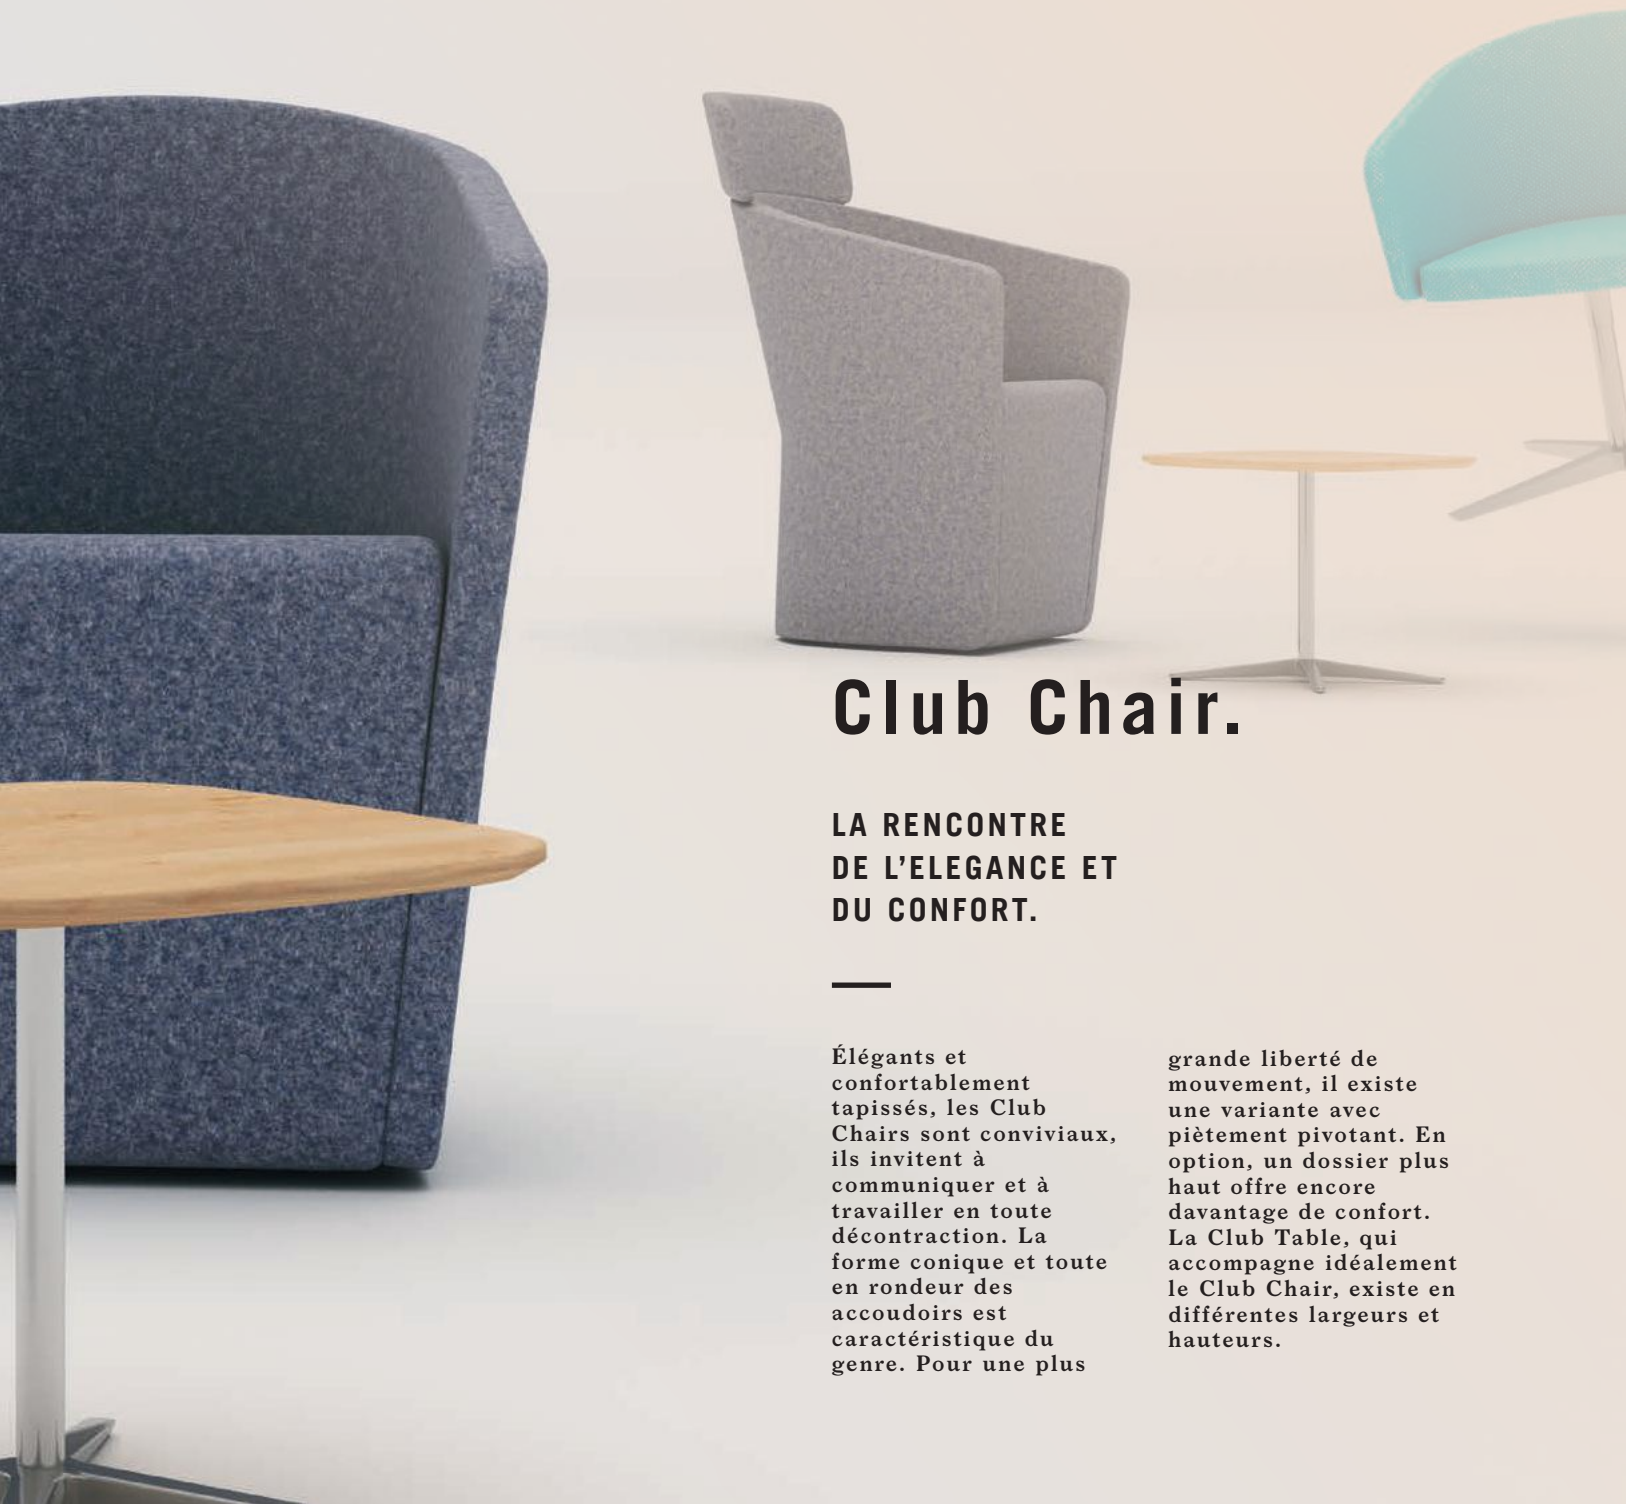 Club Chair.
LA RENCONTRE
DE L’ELEGANCE ET
DU CONFORT.
Élégants et
confortablement
tapissés, les Club
Chairs sont conviviaux,
ils invitent à
communiquer et à
travailler en toute
décontraction. La
forme conique et toute
en rondeur des
accoudoirs est
caractéristique du
genre. Pour une plus
grande liberté de
mouvement, il existe
une variante avec
piètement pivotant. En
option, un dossier plus
haut offre encore
davantage de confort.
La Club Table, qui
accompagne idéalement
le Club Chair, existe en
différentes largeurs et
hauteurs.